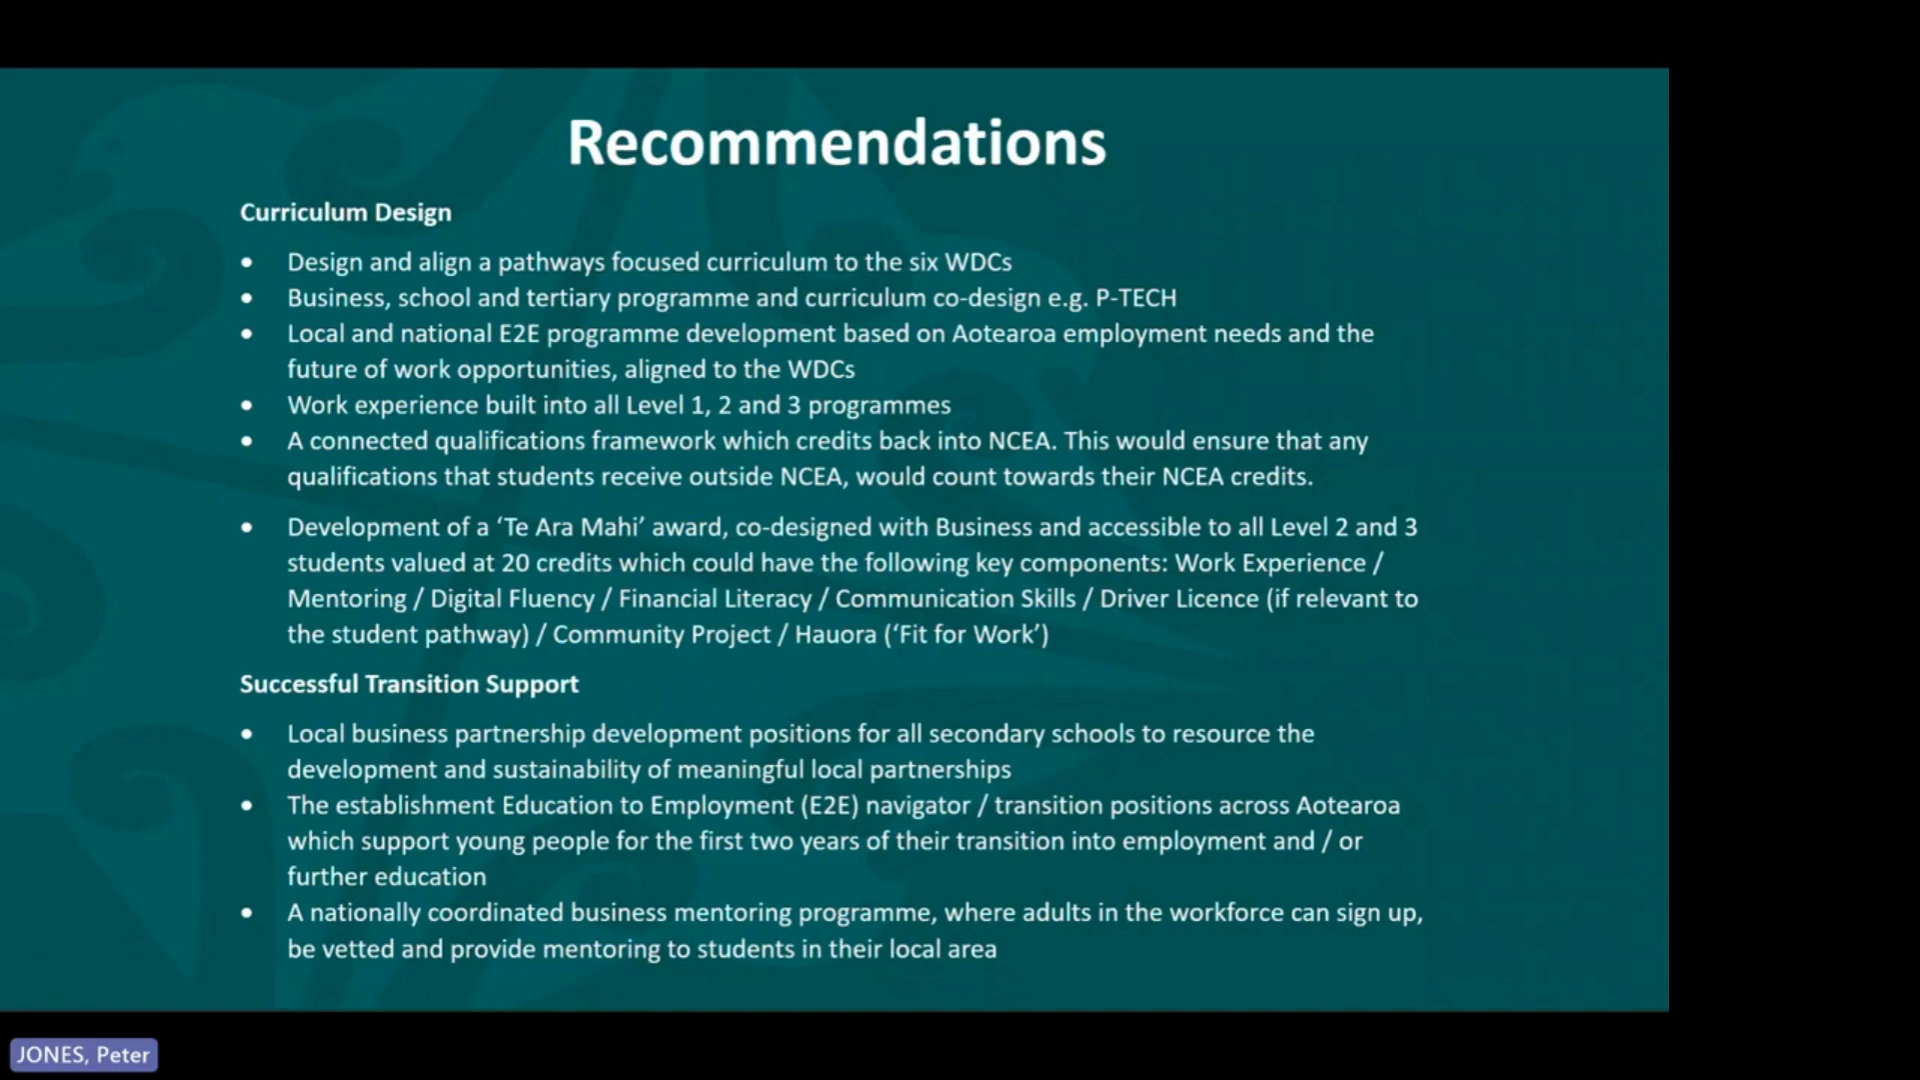 Recommendations
Curriculum Design
• Design and align a pathways focused curriculum to the six WDCs
• Business, school and tertiary programme and curriculum co-design e.g. P-TECH
• Local and national E2E programme development based on Aotearoa employment needs and the
future of work opportunities, aligned to the WDCs
• Work experience built into all Level 1, 2 and 3 programmes
• A connected qualifications framework which credits back into NCEA. This would ensure that any
qualifications that students receive outside NCEA, would count towards their NCEA credits.
• Development of a ‘Te Ara Mahi’ award, co-designed with Business and accessible to all Level 2 and 3
students valued at 20 credits which could have the following key components: Work Experience /
Mentoring / Digital Fluency / Financial Literacy / Communication Skills / Driver Licence (if relevant to
the student pathway) / Community Project / Hauora (‘Fit for Work’)
Successful Transition Support
• Local business partnership development positions for all secondary schools to resource the
development and sustainability of meaningful local partnerships
• The establishment Education to Employment (E2E) navigator / transition positions across Aotearoa
which support young people for the first two years of their transition into employment and / or
further education
• A nationally coordinated business mentoring programme, where adults in the workforce can sign up,
be vetted and provide mentoring to students in their local area
JONES, Peter